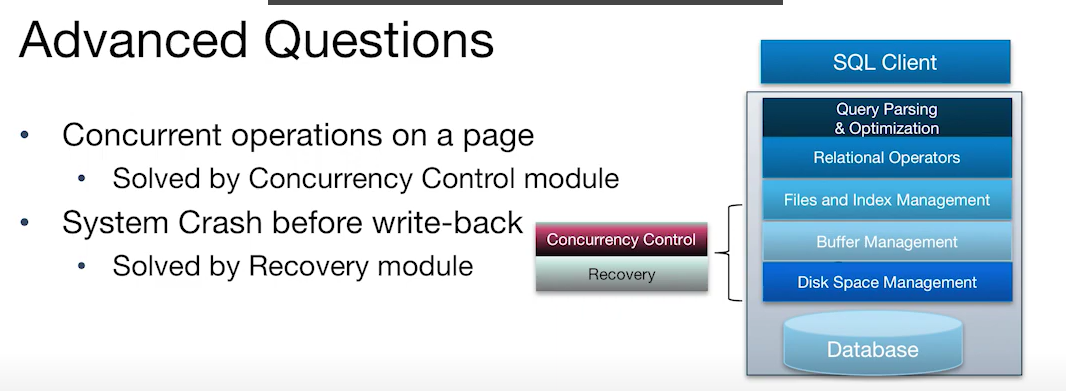 Advanced Questions
• Concurrent operations on a page
• Solved by Concurrency Control module
• System Crash before write-back
• Solved by Recovery module
Concurrency Control
Recovery
SQL Client
Query Parsing
& Optimization
Relational Operators
Files and Index Management
Buffer Management
Disk Space Management
Database